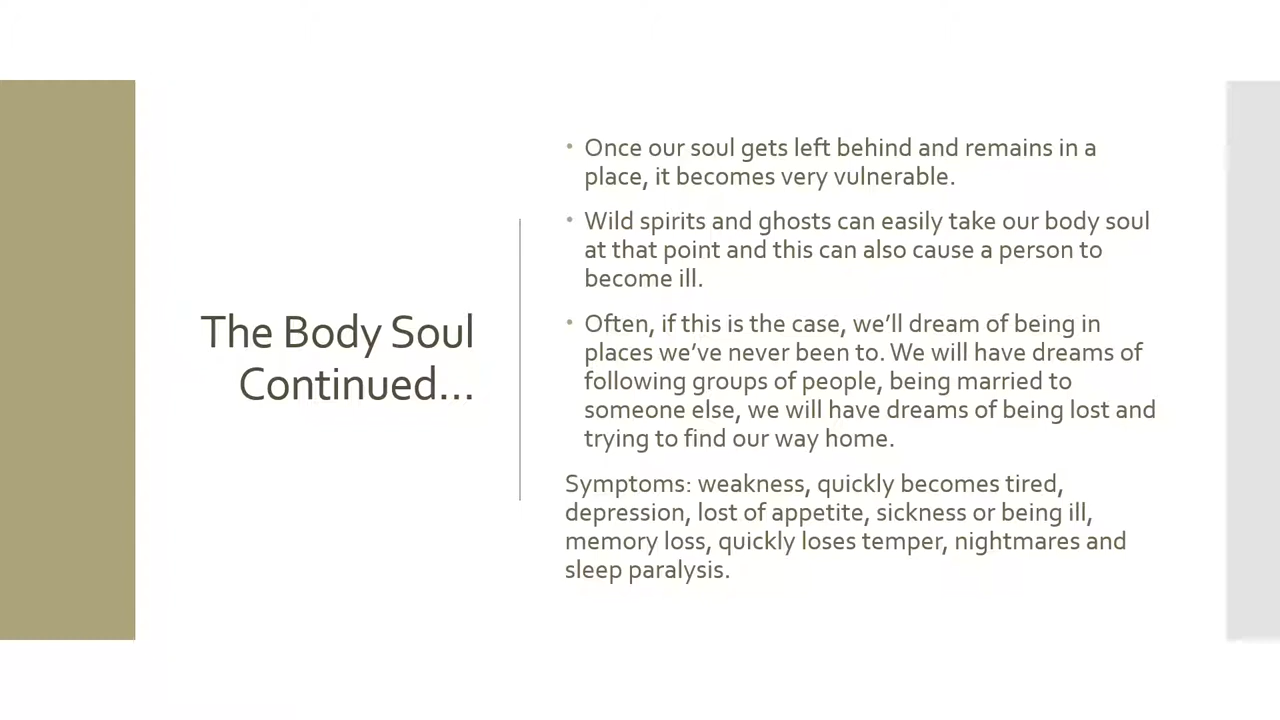 The Body Soul
Continued...
• Once our soul gets left behind and remains in a
place, it becomes very vulnerable.
• Wild spirits and ghosts can easily take our body soul
at that point and this can also cause a person to
become ill.
• Often, if this is the case, we’ll dream of being in
places we’ve never been to. We will have dreams of
following groups of people, being married to
someone else, we will have dreams of being lost and
trying to find our way home.
Symptoms: weakness, quickly becomes tired,
depression, lost of appetite, sickness or being ill,
memory loss, quickly loses temper, nightmares and
sleep paralysis.